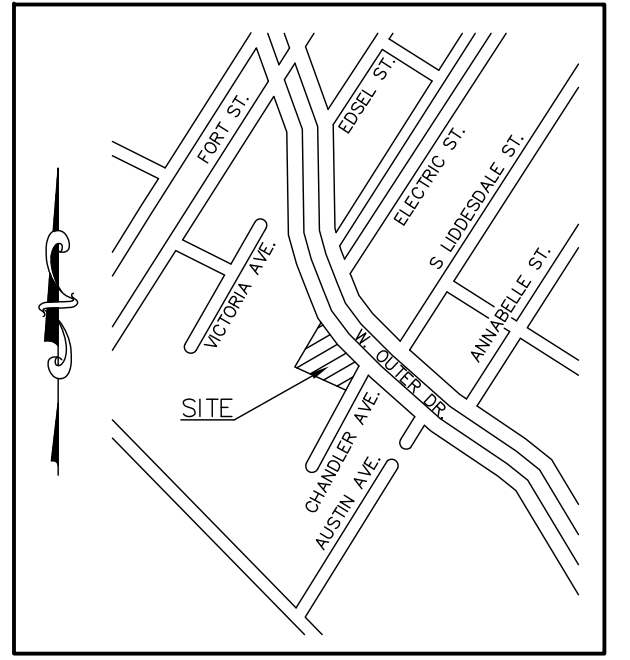 FORT ST.
EDSEL ST.
ELECTRIC ST.
S LIDDESDALE ST.
ANNABELLE ST.
VICTORIA AVE.
W. OUTER DR.
SITE
CHANDLER AVE.
AUSTIN AVE.